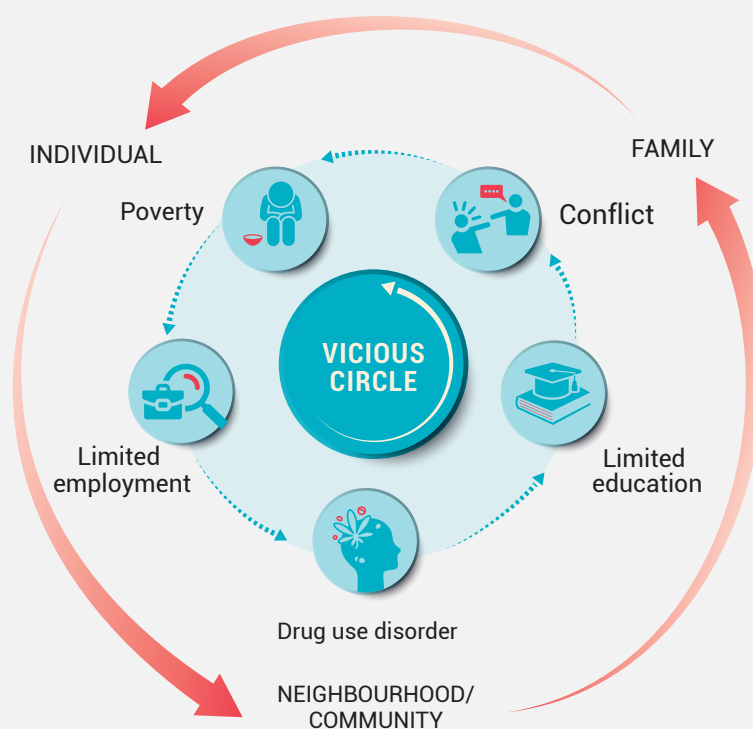 INDIVIDUAL
FAMILY
Poverty
Conflict
VICIOUS
CIRCLE
Limited
employment
Limited
education
Drug use disorder
NEIGHBOURHOOD/
COMMUNITY